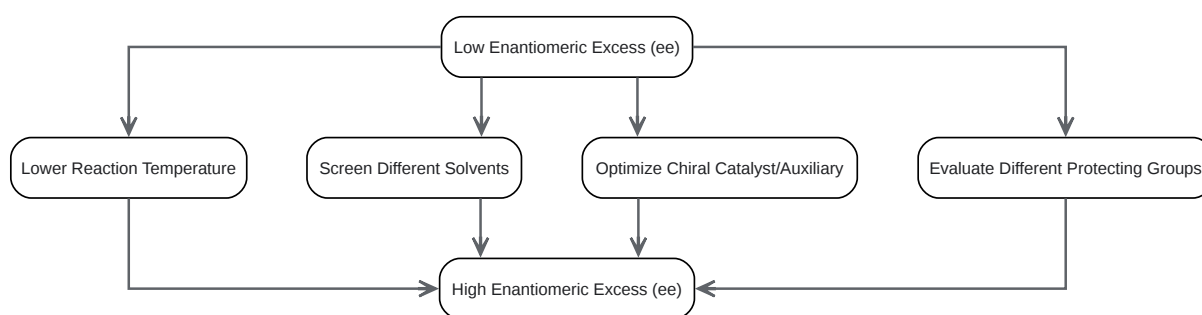 Low Enantiomeric Excess (ee)
Lower Reaction Temperature
Screen Different Solvents
Optimize Chiral Catalyst/Auxiliary
Evaluate Different Protecting Groups
High Enantiomeric Excess (ee)